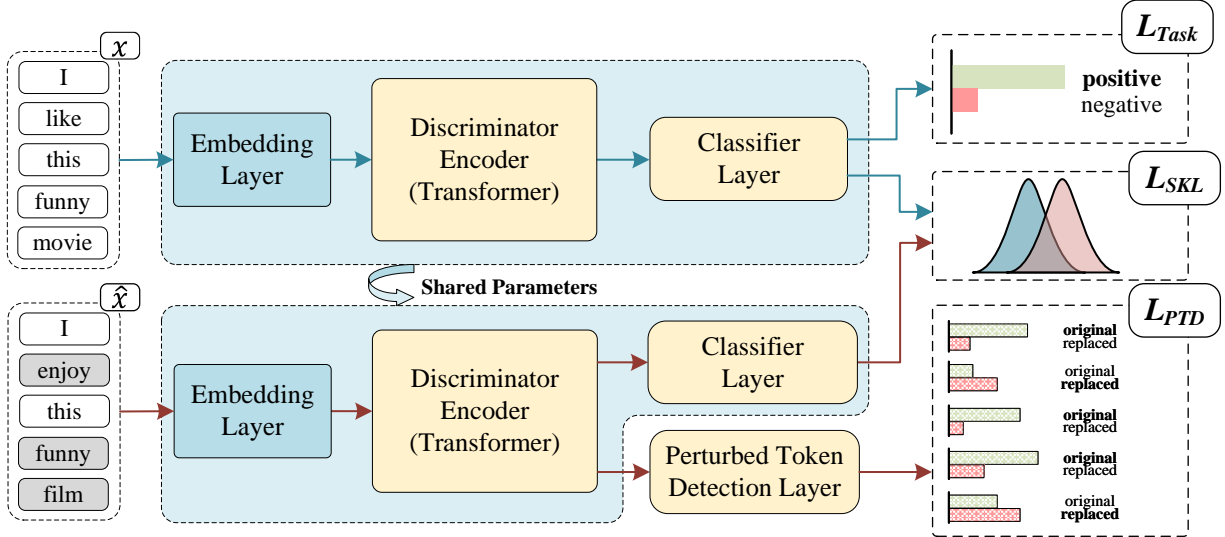 x
I
like
this
funny
movie
Embedding
Layer
Discriminator
Encoder
(Transformer)
Classifier
Layer
L_Task
positive
negative
L_SKL
Shared Parameters
x̂
I
enjoy
this
funny
film
Embedding
Layer
Discriminator
Encoder
(Transformer)
Classifier
Layer
Perturbed Token
Detection Layer
L_PTD
original
replaced
original
replaced
original
replaced
original
replaced
original
replaced